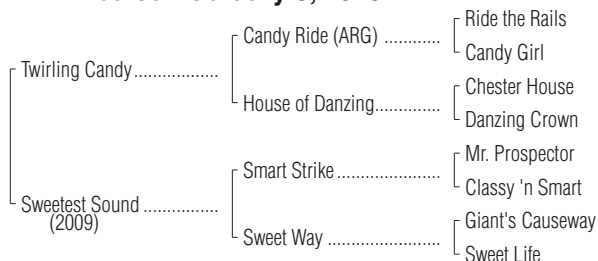 Ride the Rails
Candy Ride (ARG) ............
Candy Girl
Twirling Candy..................
Chester House
House of Danzing..............
Danzing Crown
Mr. Prospector
Smart Strike ......................
Classy 'n Smart
Sweetest Sound ................
(2009)
Giant's Causeway
Sweet Way ........................
Sweet Life